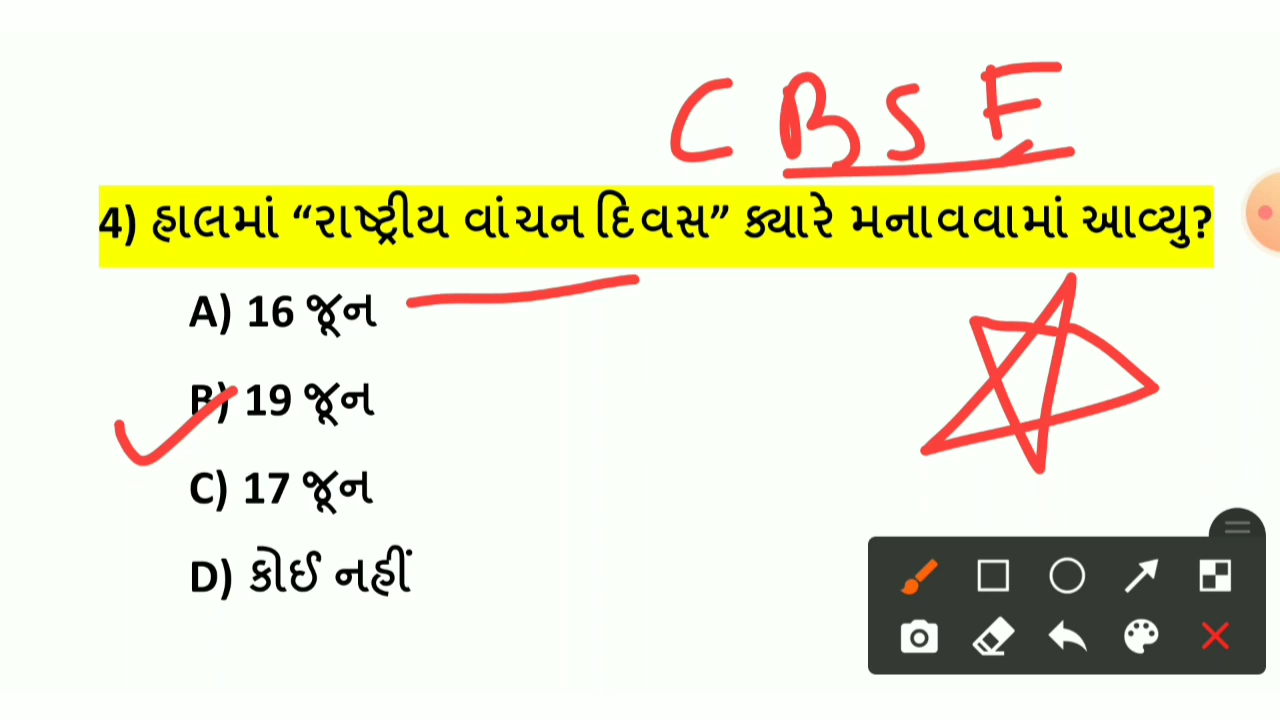 CBSE
4) હાલમાં “રાષ્ટ્રીય વાંચન દિવસ” ક્યારે મનાવવામાં આવ્યુ?
A) 16 જૂન
B) 19 જૂન
C) 17 જૂન
D) કોઈ નહીં